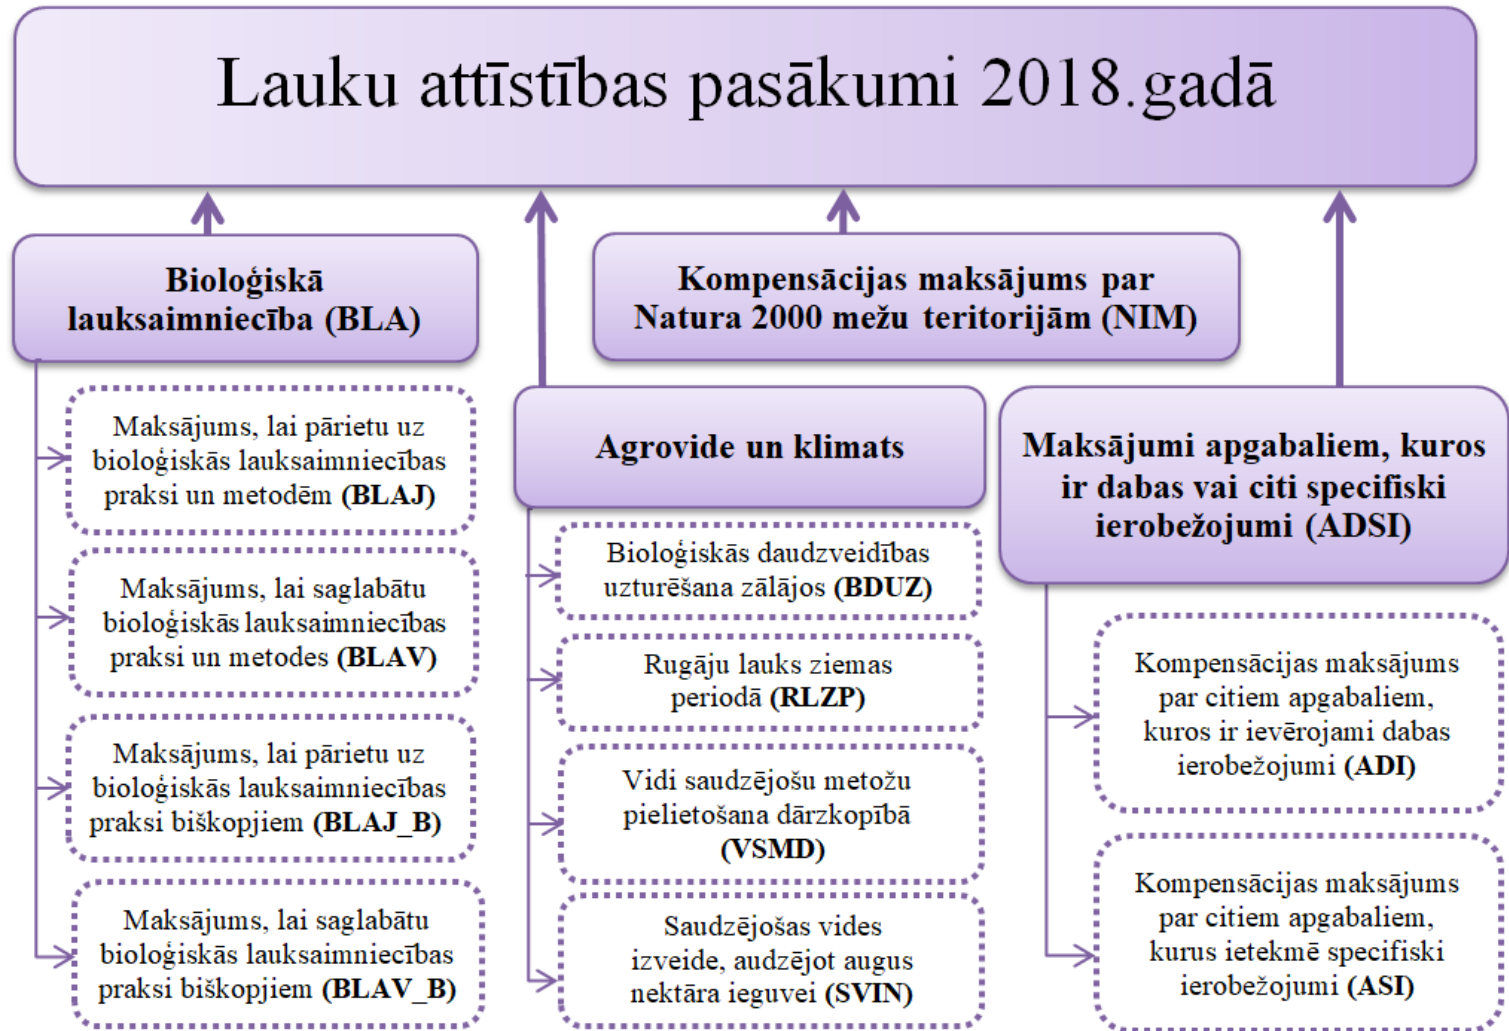 Lauku attīstības pasākumi 2018.gadā
Bioloģiskā
lauksaimniecība (BLA)
Maksājums, lai pārietu uz
bioloģiskās lauksaimniecības
praksi un metodēm (BLAJ)
Maksājums, lai saglabātu
bioloģiskās lauksaimniecības
praksi un metodes (BLAV)
Maksājums, lai pārietu uz
bioloģiskās lauksaimniecības
praksi biškopjiem (BLAJ_B)
Maksājums, lai saglabātu
bioloģiskās lauksaimniecības
praksi biškopjiem (BLAV_B)
Kompensācijas maksājums par
Natura 2000 mežu teritorijām (NIM)
Agrovide un klimats
Bioloģiskās daudzveidības
uzturēšana zālājos (BDUZ)
Rugāju lauks ziemas
periodā (RLZP)
Vidi saudzējošu metožu
pielietošana dārzkopībā
(VSMD)
Saudzējošas vides
izveide, audzējot augus
nektāra ieguvei (SVIN)
Maksājumi apgabaliem, kuros
ir dabas vai citi specifiski
ierobežojumi (ADSI)
Kompensācijas maksājums
par citiem apgabaliem,
kuros ir ievērojami dabas
ierobežojumi (ADI)
Kompensācijas maksājums
par citiem apgabaliem,
kurus ietekmē specifiski
ierobežojumi (ASI)